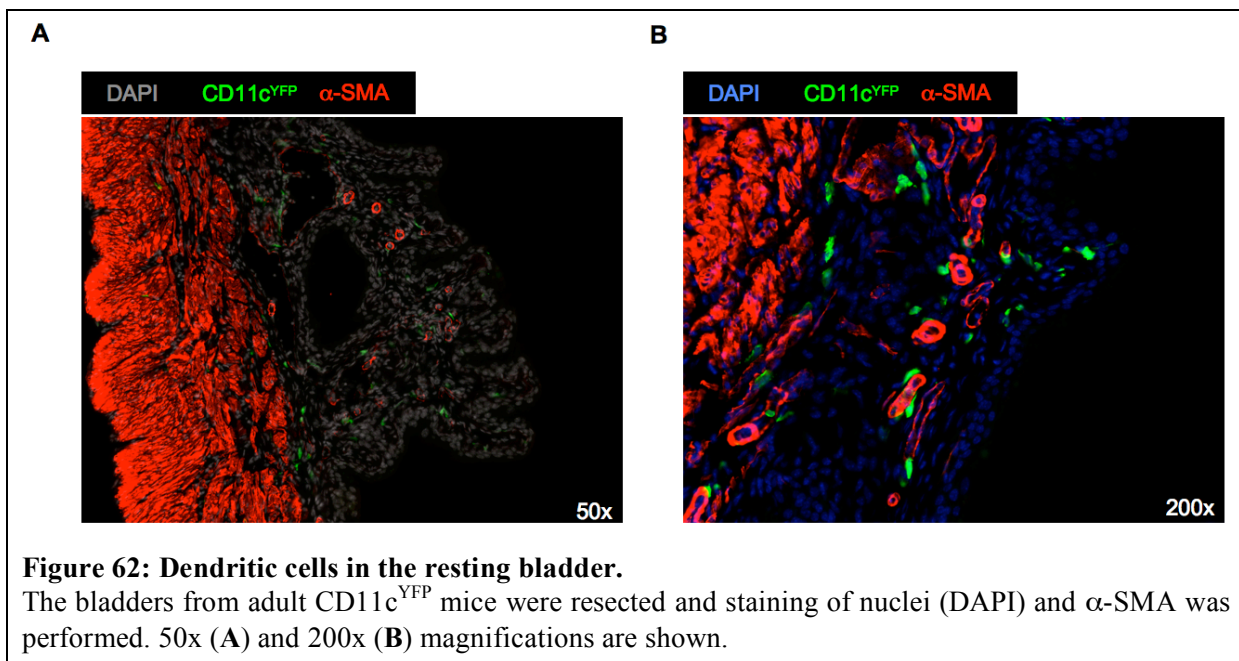 A
B
DAPI CD11cYFP α-SMA
DAPI CD11cYFP α-SMA
50x
200x
Figure 62: Dendritic cells in the resting bladder.
The bladders from adult CD11cYFP mice were resected and staining of nuclei (DAPI) and α-SMA was
performed. 50x (A) and 200x (B) magnifications are shown.